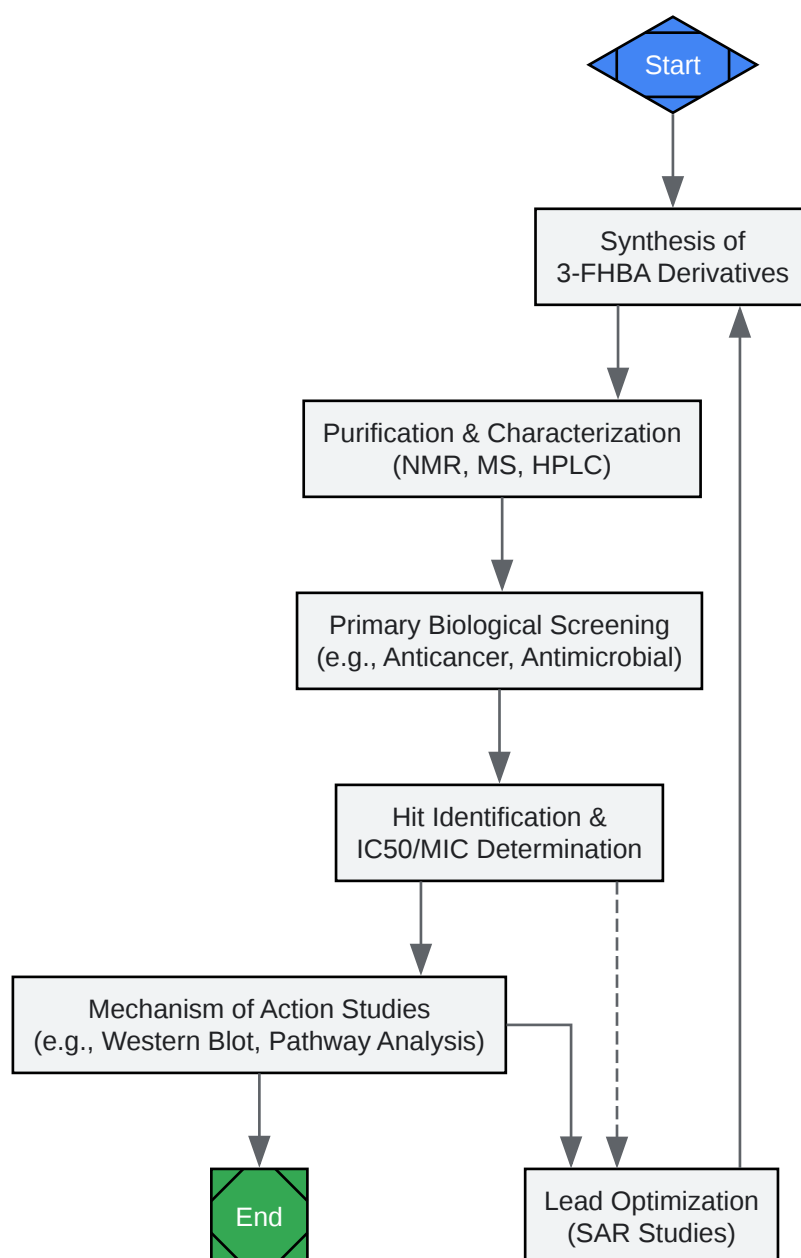 Start
Synthesis of
3-FHBA Derivatives
Purification & Characterization
(NMR, MS, HPLC)
Primary Biological Screening
(e.g., Anticancer, Antimicrobial)
Hit Identification &
IC50/MIC Determination
Mechanism of Action Studies
(e.g., Western Blot, Pathway Analysis)
End
Lead Optimization
(SAR Studies)